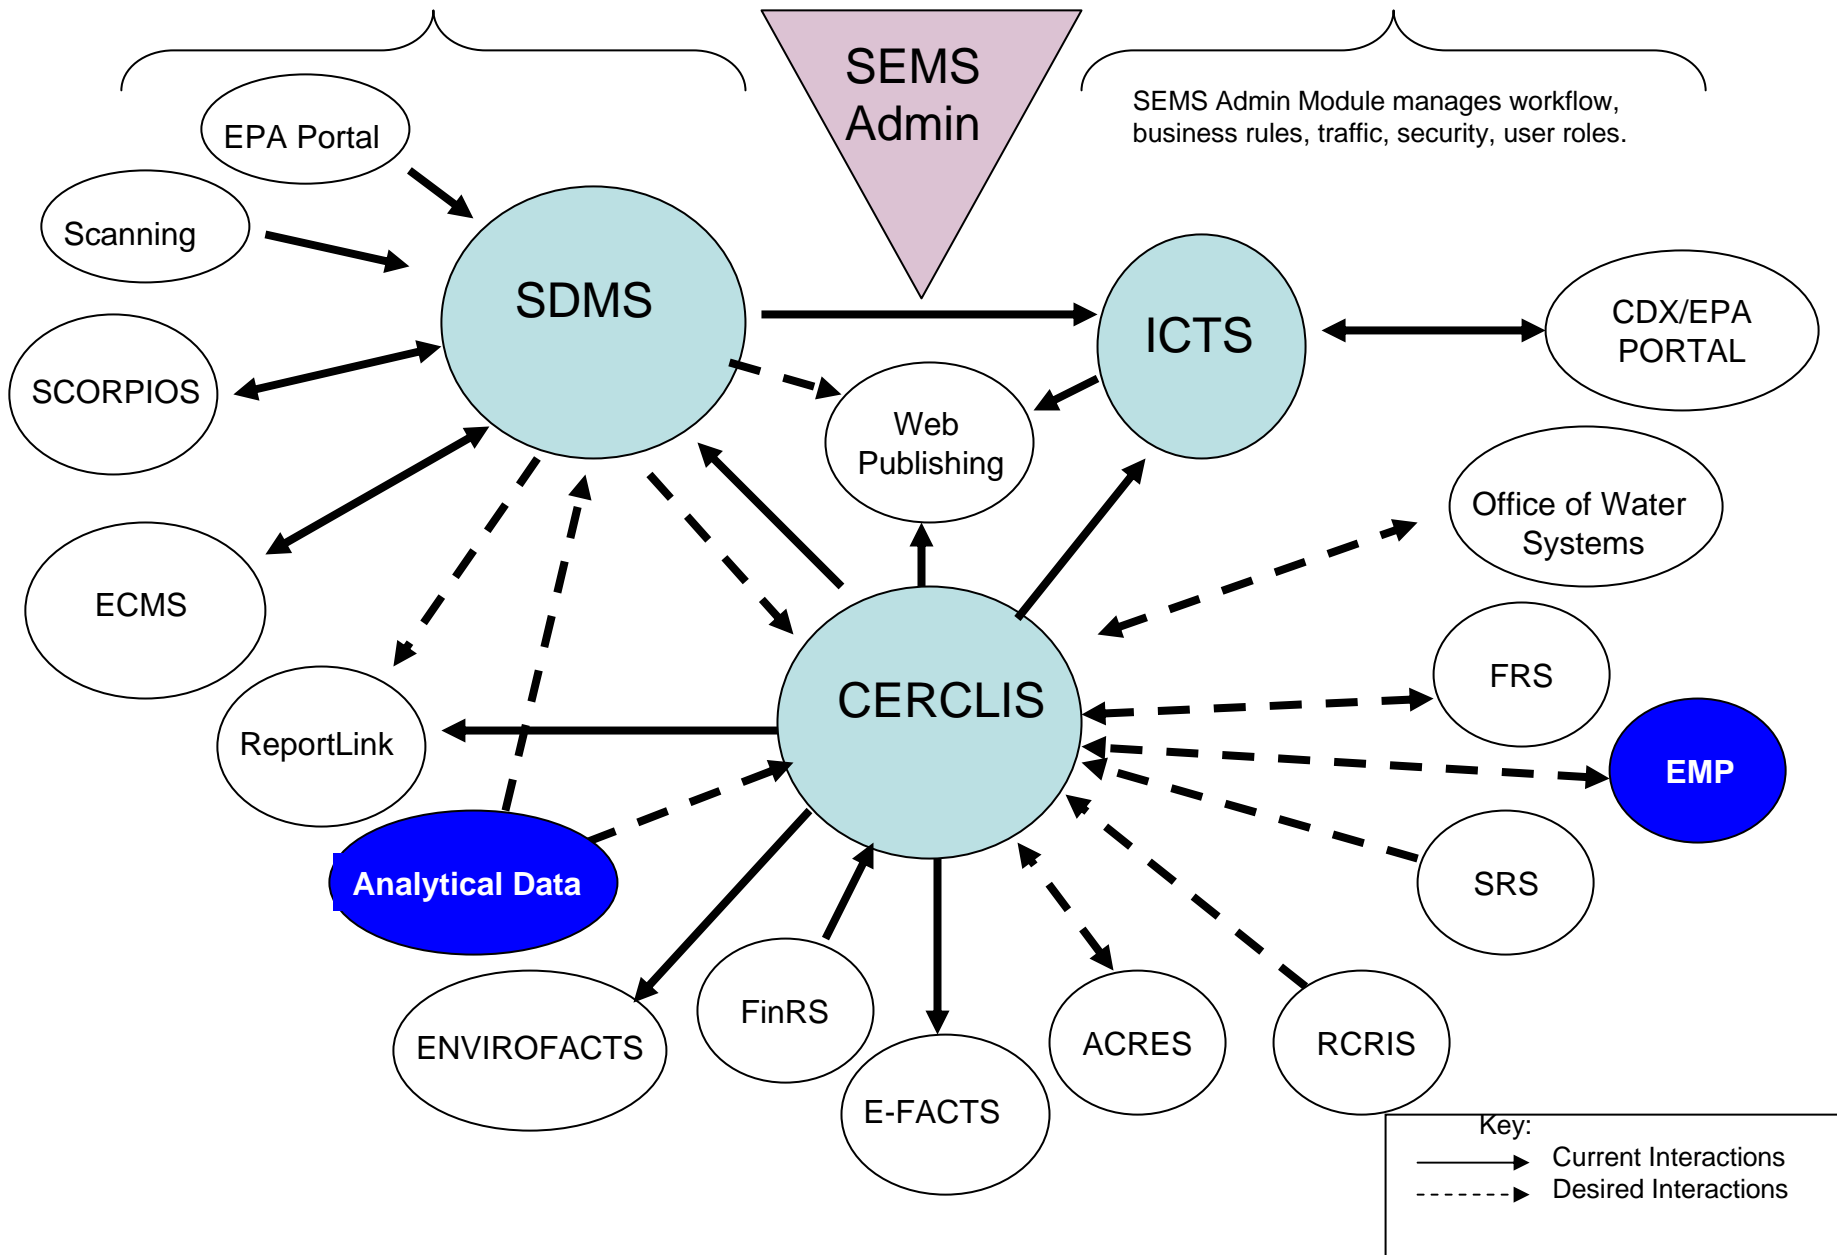 SEMS
Admin
SEMS Admin Module manages workflow,
business rules, traffic, security, user roles.
EPA Portal
Scanning
SDMS
ICTS
CDX/EPA
PORTAL
SCORPIOS
Web
Publishing
Office of Water
Systems
ECMS
FRS
CERCLIS
ReportLink
EMP
Analytical Data
SRS
ENVIROFACTS
FinRS
E-FACTS
ACRES
RCRIS
Key:
Current Interactions
Desired Interactions